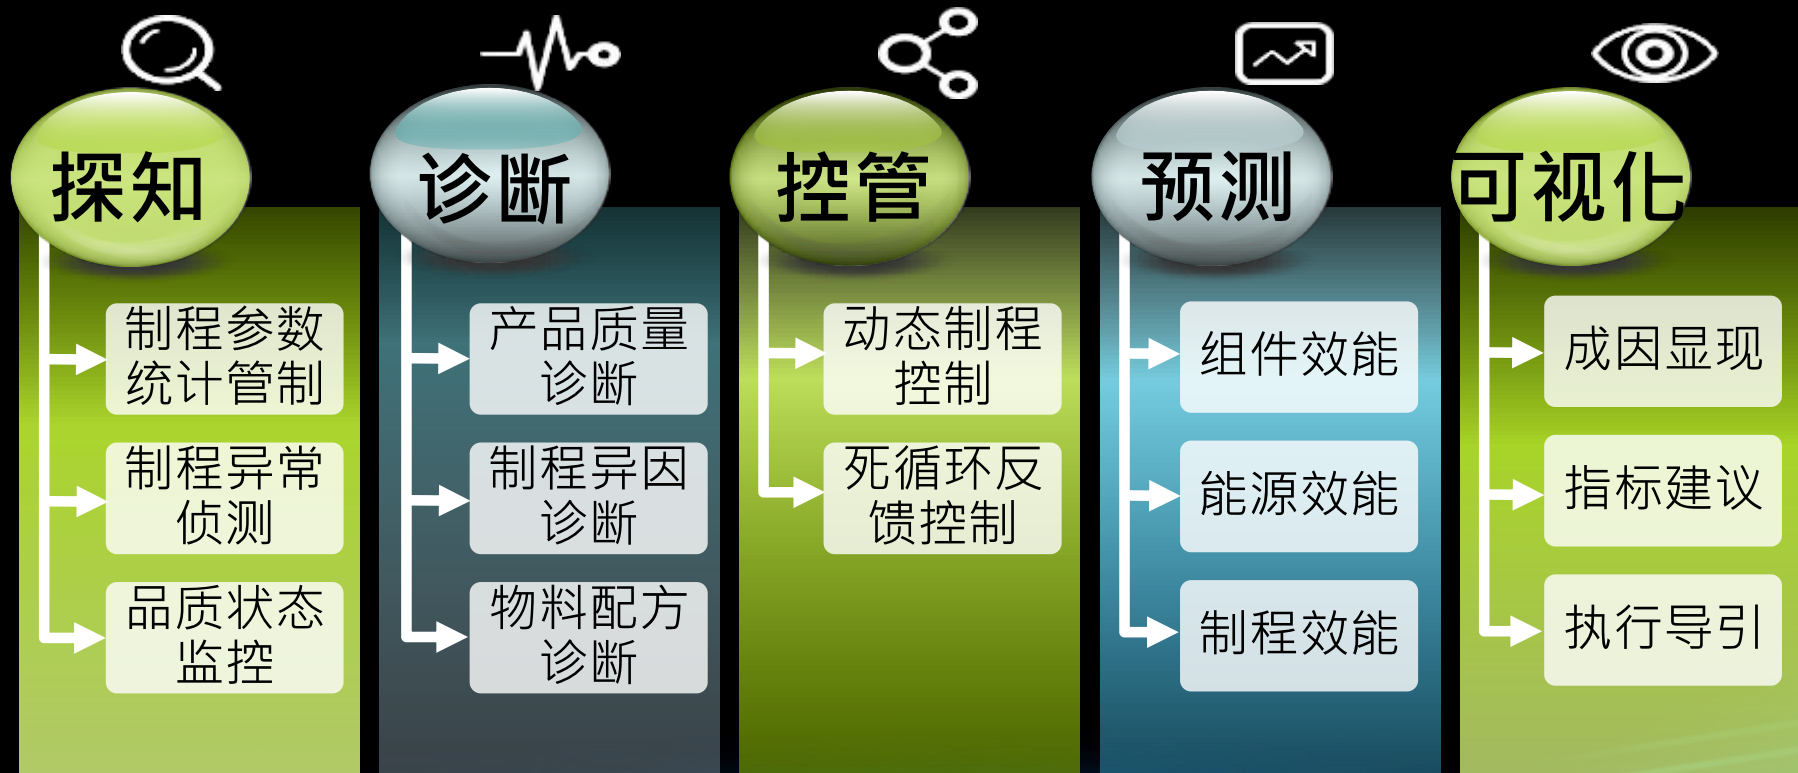 探知
制程参数
统计管制
制程异常
侦测
品质状态
监控
诊断
产品质量
诊断
制程异因
诊断
物料配方
诊断
控管
动态制程
控制
死循环反
馈控制
预测
组件效能
能源效能
制程效能
可视化
成因显现
指标建议
执行导引